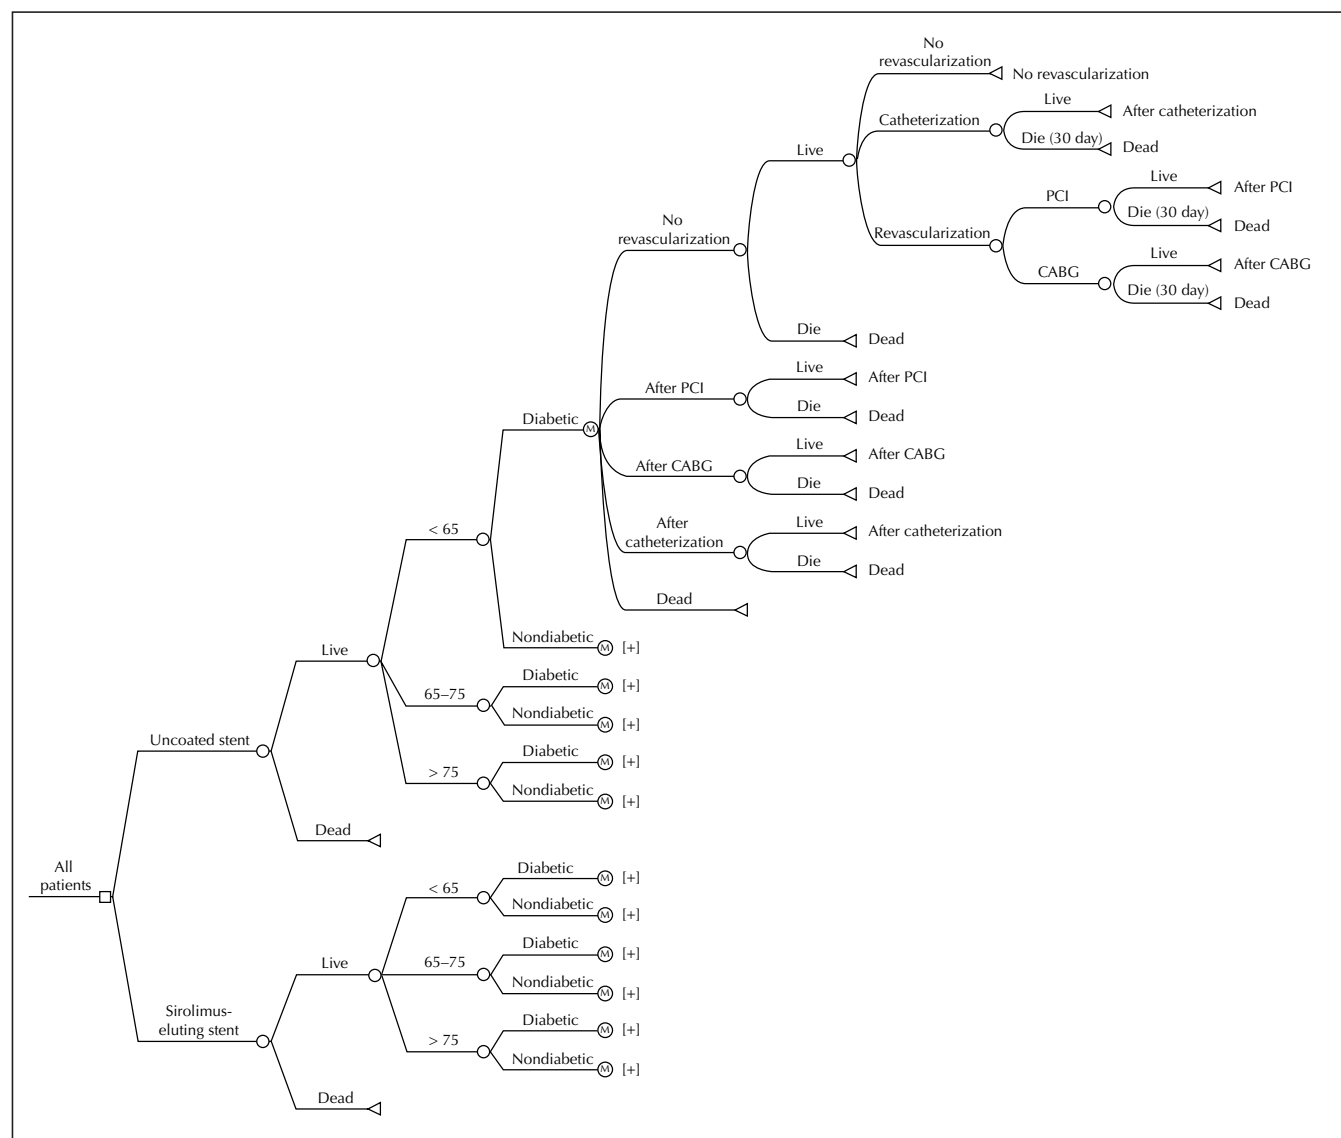 No
revascularization
No revascularization
Live
After catheterization
Catheterization
Die (30 day)
Dead
Live
Live
After PCI
PCI
Die (30 day)
Dead
No
revascularization
Revascularization
Live
After CABG
CABG
Die (30 day)
Dead
Die
Dead
Live
After PCI
After PCI
Die
Dead
Diabetic
M
Live
After CABG
After CABG
Die
Dead
After
catheterization
Live
After catheterization
Die
Dead
< 65
Dead
Nondiabetic
M
[+]
Live
Diabetic
M
[+]
65–75
Nondiabetic
M
[+]
Uncoated stent
Diabetic
M
[+]
> 75
Nondiabetic
M
[+]
Dead
All
patients
Diabetic
M
[+]
< 65
Nondiabetic
M
[+]
Live
Diabetic
M
[+]
65–75
Nondiabetic
M
[+]
Sirolimus-
eluting stent
Diabetic
M
[+]
> 75
Nondiabetic
M
[+]
Dead